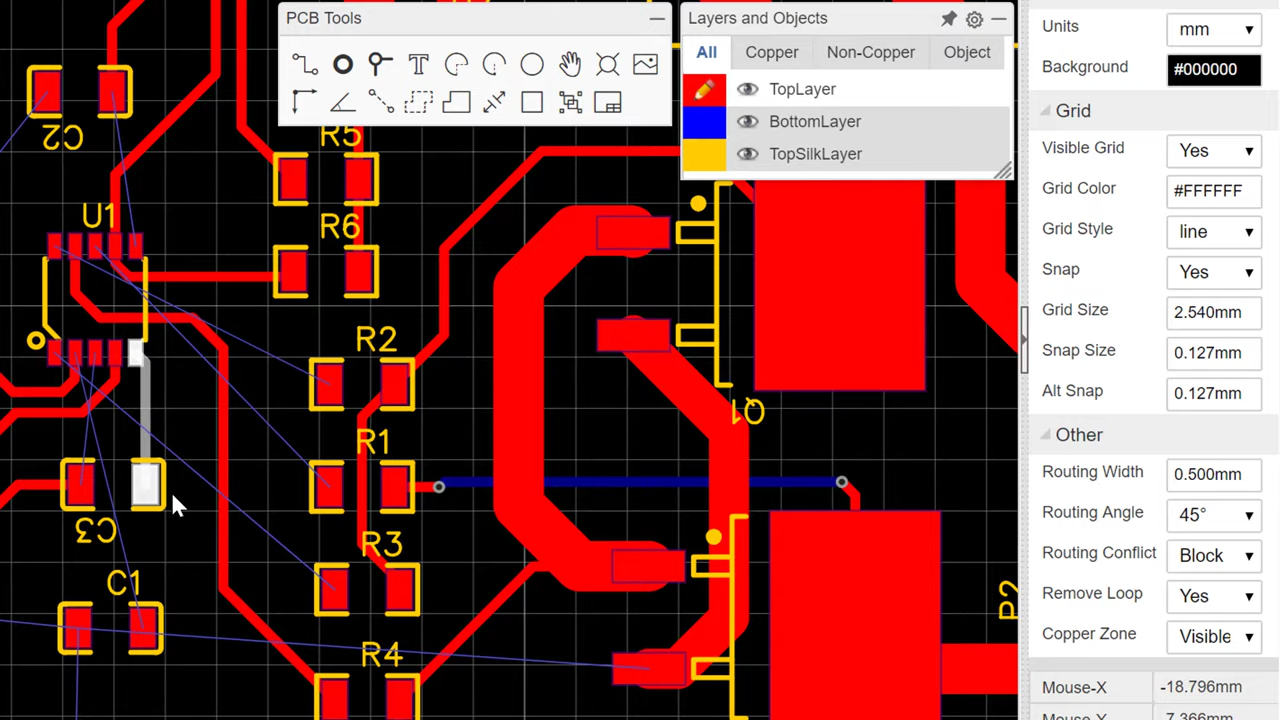 PCB Tools
Layers and Objects
All
Copper
Non-Copper
Object
TopLayer
BottomLayer
TopSilkLayer
Units
mm
Background
#000000
Grid
Visible Grid
Yes
Grid Color
#FFFFFF
Grid Style
line
Snap
Yes
Grid Size
2.540mm
Snap Size
0.127mm
Alt Snap
0.127mm
Other
Routing Width
0.500mm
Routing Angle
45°
Routing Conflict
Block
Remove Loop
Yes
Copper Zone
Visible
Mouse-X
-18.796mm
Mouse-Y
7.366mm
C2
R5
U1
R6
R2
Q1
R1
C3
R3
C1
R4
P2